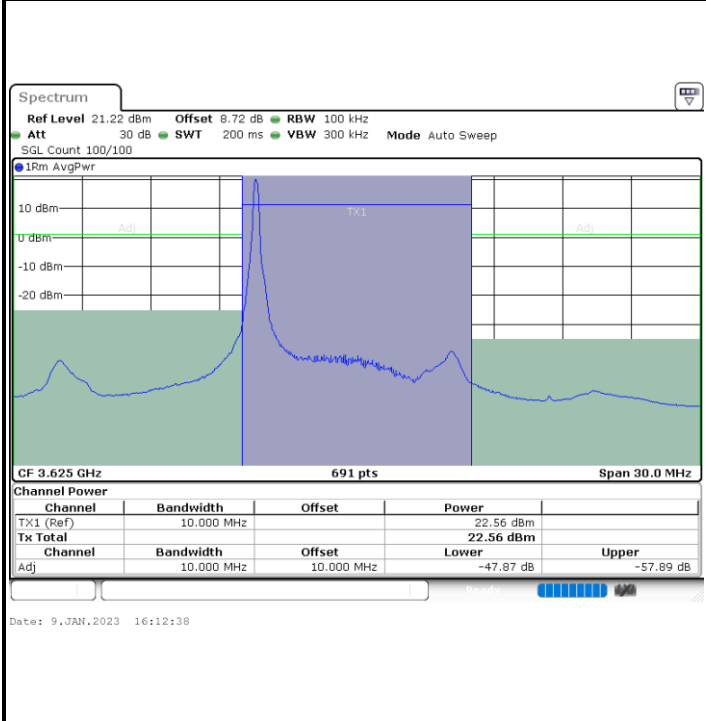 Spectrum
Ref Level 21.22 dBm Offset 8.72 dB RBW 100 kHz
Att 30 dB SWT 200 ms VBW 300 kHz Mode Auto Sweep
SGL Count 100/100
1Rm AvgPwr
10 dBm
TX1
Adj Adj
0 dBm
-10 dBm
-20 dBm
CF 3.625 GHz 691 pts Span 30.0 MHz
Channel Power
Channel Bandwidth Offset Power
TX1 (Ref) 10.000 MHz 22.56 dBm
Tx Total 22.56 dBm
Channel Bandwidth Offset Lower Upper
Adj 10.000 MHz 10.000 MHz -47.87 dB -57.89 dB
Ready
Date: 9.JAN.2023 16:12:38